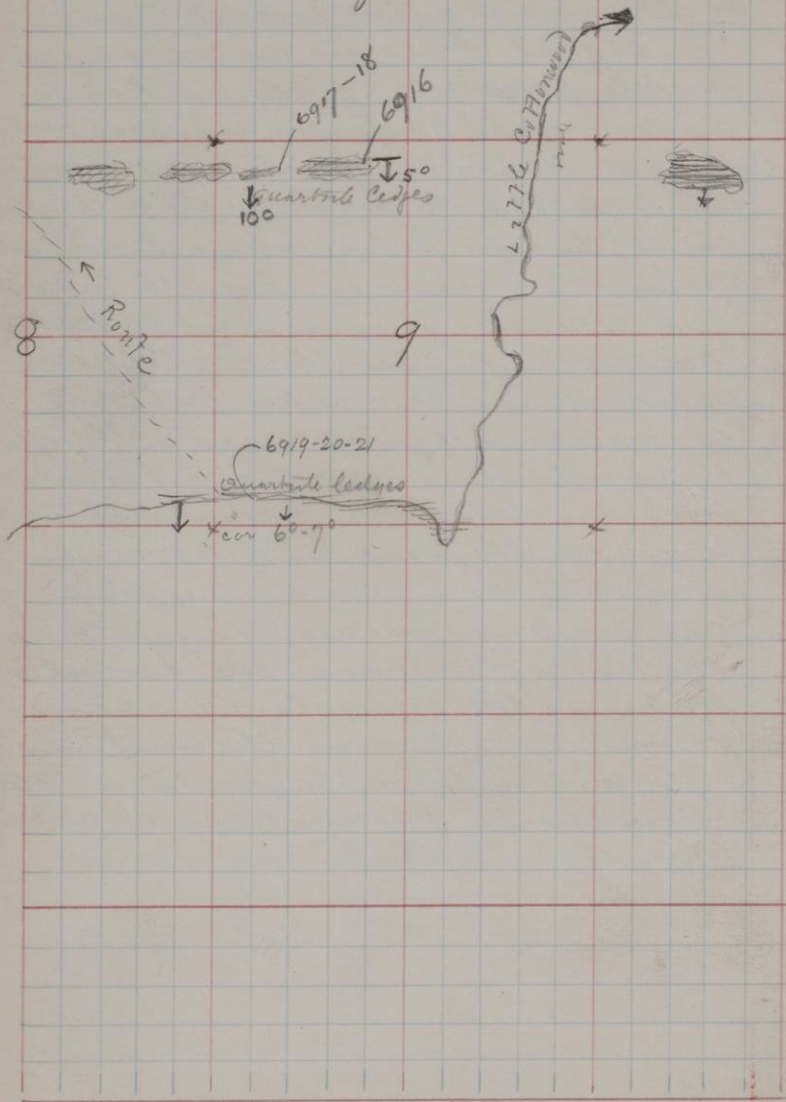 6917-18
6916
5°
Quartzite Ledges
10°
Little Cottonwood
8
Route
9
6919-20-21
Quartzite ledges
cor 6°-7°